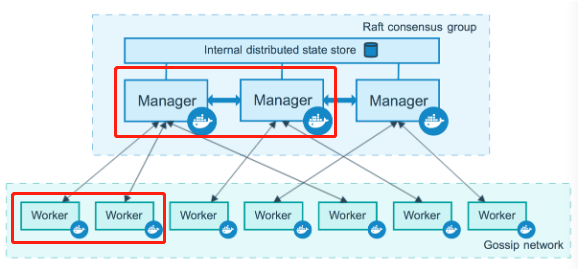 Raft consensus group
Internal distributed state store
Manager
Manager
Manager
Worker
Worker
Worker
Worker
Worker
Worker
Worker
Gossip network